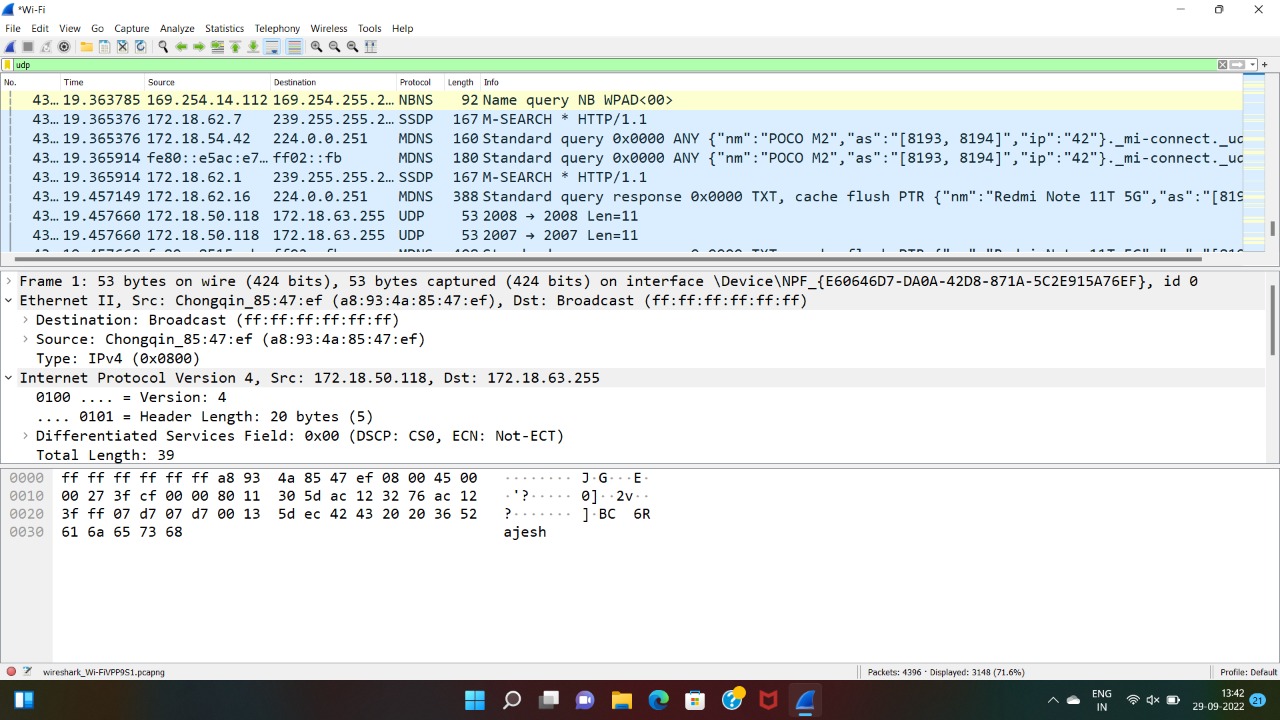 *Wi-Fi
File Edit View Go Capture Analyze Statistics Telephony Wireless Tools Help
udp
No. Time Source Destination Protocol Length Info
43… 19.363785 169.254.14.112 169.254.255.2… NBNS 92 Name query NB WPAD<00>
43… 19.365376 172.18.62.7 239.255.255.2… SSDP 167 M-SEARCH * HTTP/1.1
43… 19.365376 172.18.54.42 224.0.0.251 MDNS 160 Standard query 0x0000 ANY {"nm":"POCO M2","as":"[8193, 8194]","ip":"42"}._mi-connect._ud
43… 19.365914 fe80::e5ac:e7… ff02::fb MDNS 180 Standard query 0x0000 ANY {"nm":"POCO M2","as":"[8193, 8194]","ip":"42"}._mi-connect._ud
43… 19.365914 172.18.62.1 239.255.255.2… SSDP 167 M-SEARCH * HTTP/1.1
43… 19.457149 172.18.62.16 224.0.0.251 MDNS 388 Standard query response 0x0000 TXT, cache flush PTR {"nm":"Redmi Note 11T 5G","as":"[819
43… 19.457660 172.18.50.118 172.18.63.255 UDP 53 2008 → 2008 Len=11
43… 19.457660 172.18.50.118 172.18.63.255 UDP 53 2007 → 2007 Len=11
Frame 1: 53 bytes on wire (424 bits), 53 bytes captured (424 bits) on interface \Device\NPF_{E60646D7-DA0A-42D8-871A-5C2E915A76EF}, id 0
Ethernet II, Src: Chongqin_85:47:ef (a8:93:4a:85:47:ef), Dst: Broadcast (ff:ff:ff:ff:ff:ff)
Destination: Broadcast (ff:ff:ff:ff:ff:ff)
Source: Chongqin_85:47:ef (a8:93:4a:85:47:ef)
Type: IPv4 (0x0800)
Internet Protocol Version 4, Src: 172.18.50.118, Dst: 172.18.63.255
0100 .... = Version: 4
.... 0101 = Header Length: 20 bytes (5)
Differentiated Services Field: 0x00 (DSCP: CS0, ECN: Not-ECT)
Total Length: 39
0000 ff ff ff ff ff ff a8 93 4a 85 47 ef 08 00 45 00 ········ J·G···E·
0010 00 27 3f cf 00 00 80 11 30 5d ac 12 32 76 ac 12 ·'?····· 0]··2v··
0020 3f ff 07 d7 07 d7 00 13 5d ec 42 43 20 20 36 52 ?······· ]·BC  6R
0030 61 6a 65 73 68 ajesh
wireshark_Wi-FiVPP9S1.pcapng Packets: 4396 · Displayed: 3148 (71.6%) Profile: Default
ENG 13:42
IN 29-09-2022 21